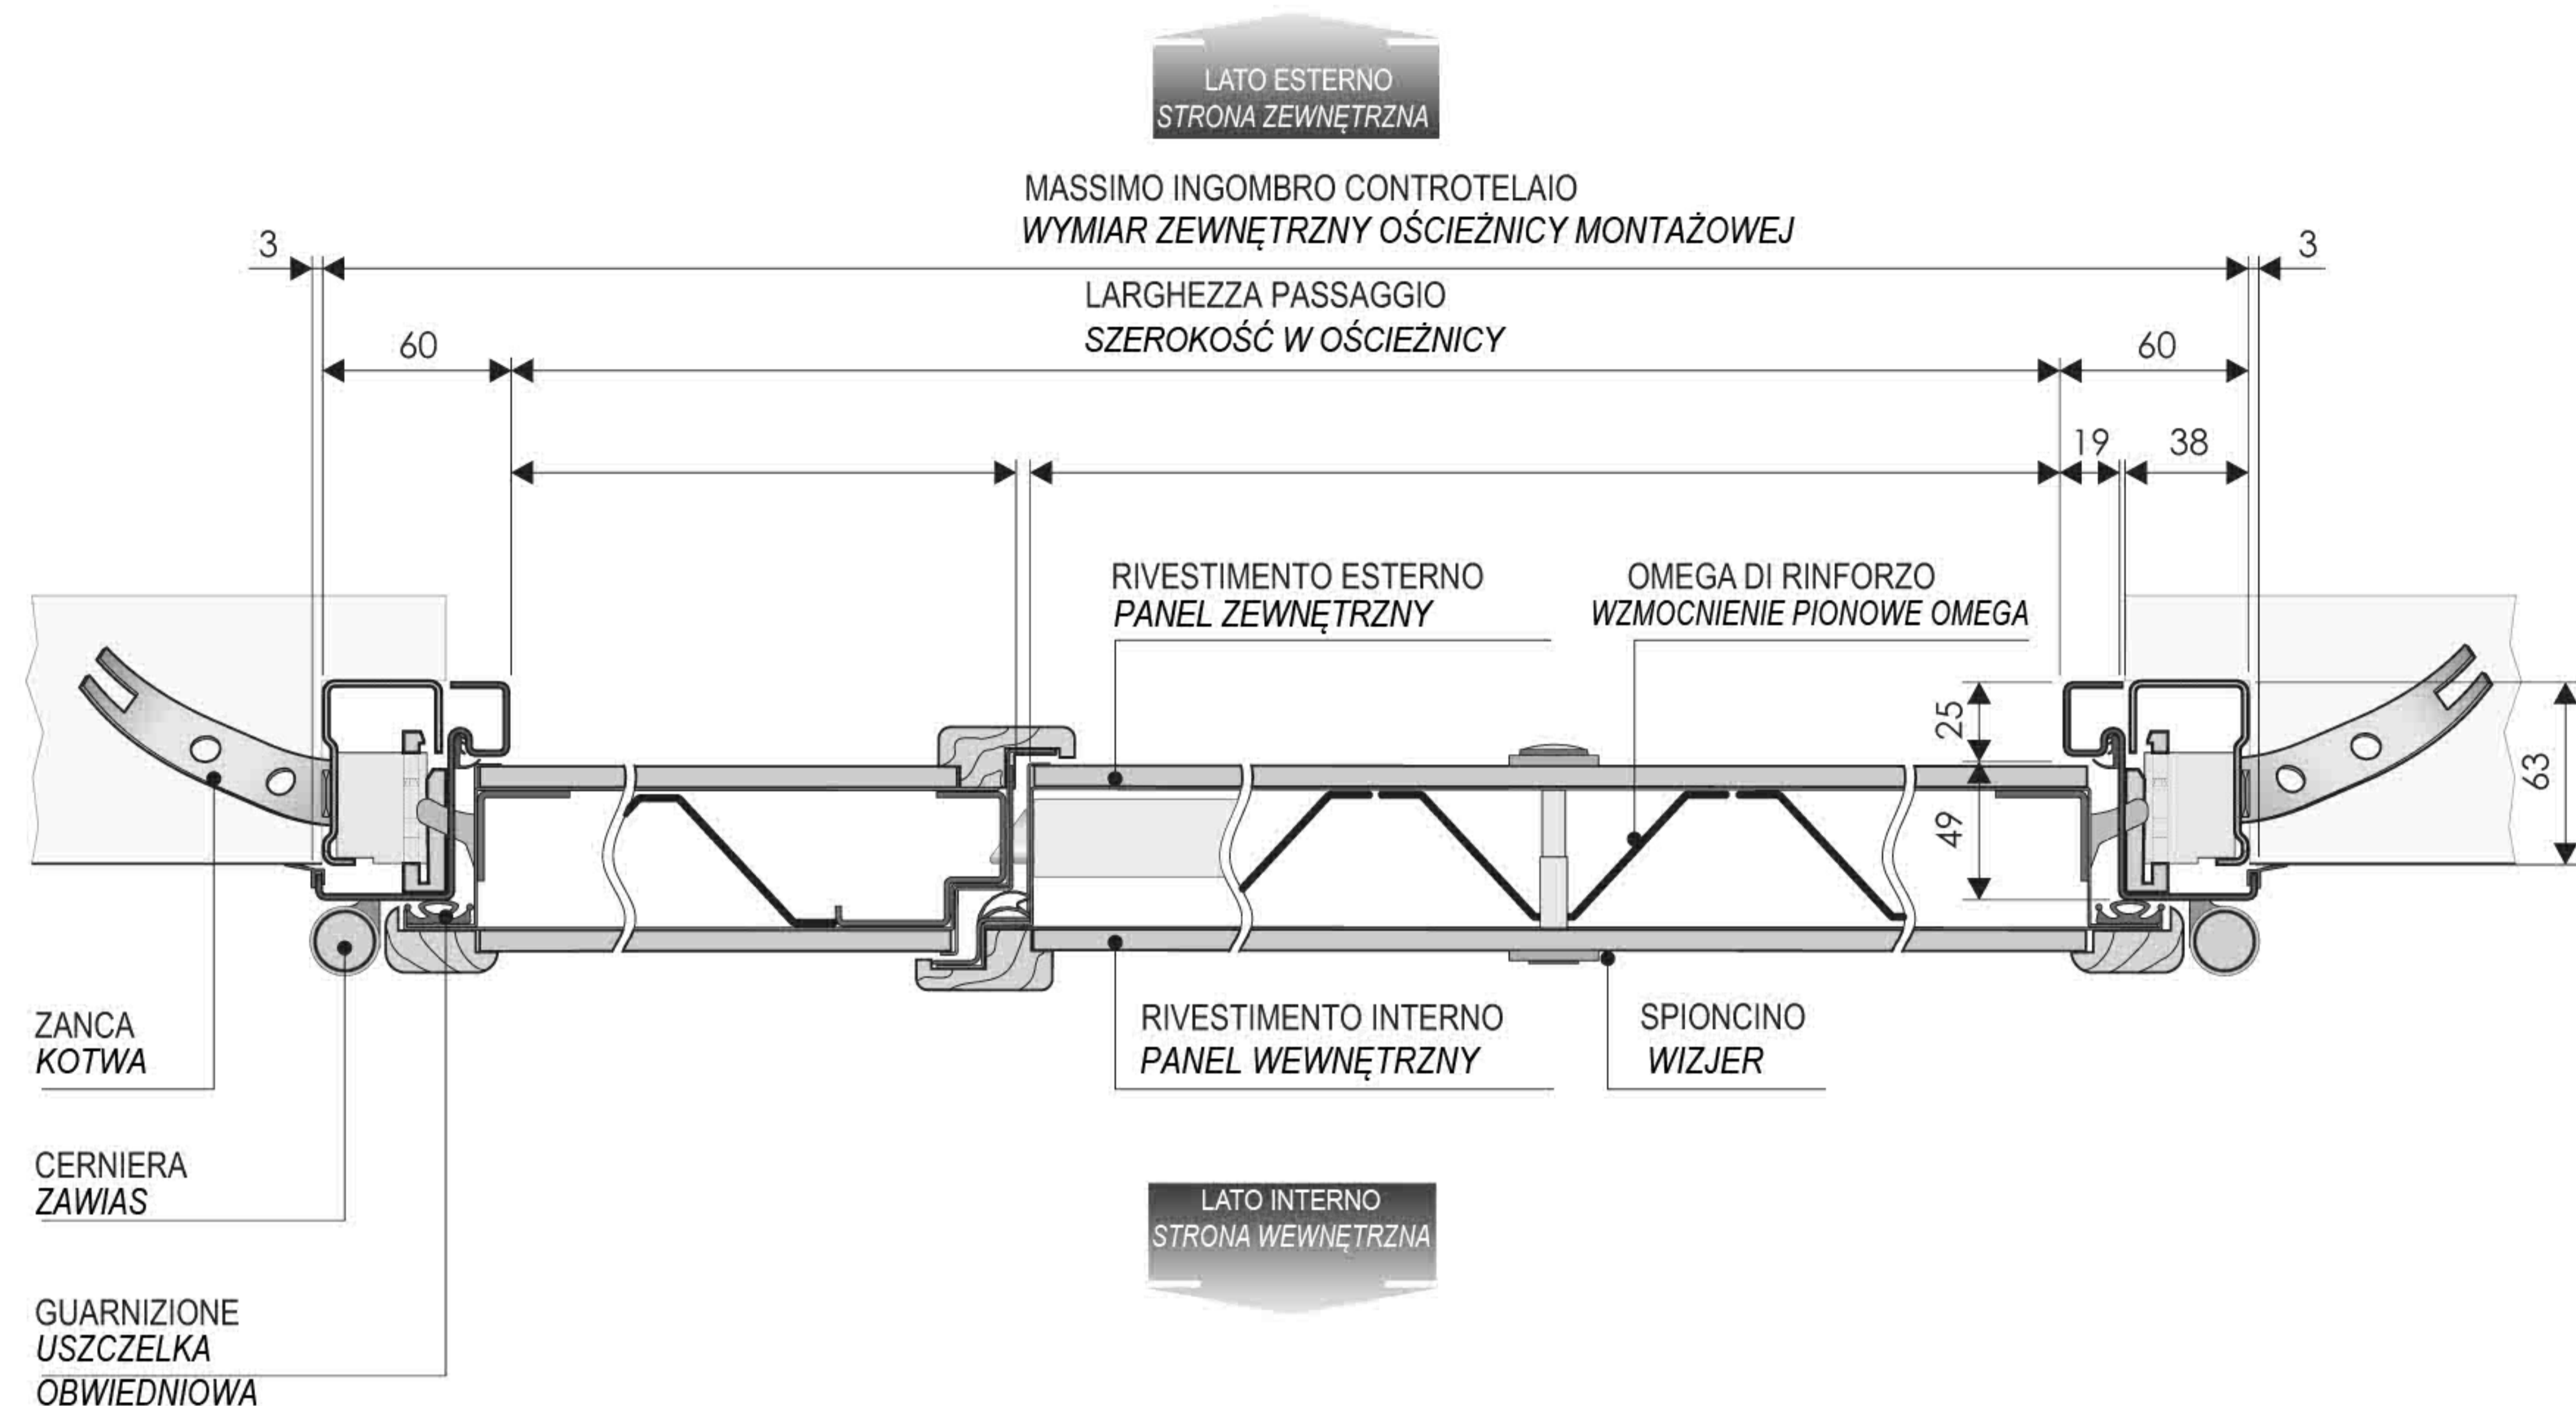 LATO ESTERNO
STRONA ZEWNĘTRZNA
MASSIMO INGOMBRO CONTROTELAIO
WYMIAR ZEWNĘTRZNY OŚCIEŻNICY MONTAŻOWEJ
3
3
LARGHEZZA PASSAGGIO
SZEROKOŚĆ W OŚCIEŻNICY
60
60
19
38
RIVESTIMENTO ESTERNO
PANEL ZEWNĘTRZNY
OMEGA DI RINFORZO
WZMOCNIENIE PIONOWE OMEGA
25
49
63
ZANCA
KOTWA
RIVESTIMENTO INTERNO
PANEL WEWNĘTRZNY
SPIONCINO
WIZJER
CERNIERA
ZAWIAS
LATO INTERNO
STRONA WEWNĘTRZNA
GUARNIZIONE
USZCZELKA
OBWIEDNIOWA